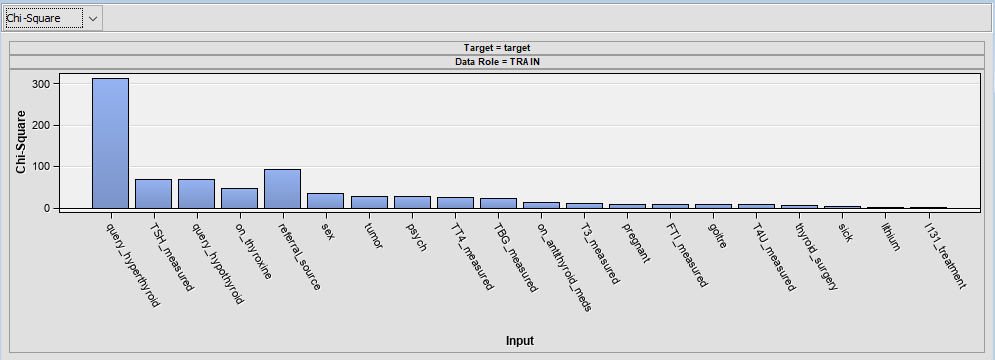 Chi-Square
Target = target
Data Role = TRAIN
Chi-Square
300
200
100
0
query_hyperthyroid
TSH_measured
query_hypothyroid
on_thyroxine
referral_source
sex
tumor
psych
TT4_measured
TBG_measured
on_antithyroid_meds
T3_measured
pregnant
FTI_measured
goitre
T4U_measured
thyroid_surgery
sick
lithium
I131_treatment
Input